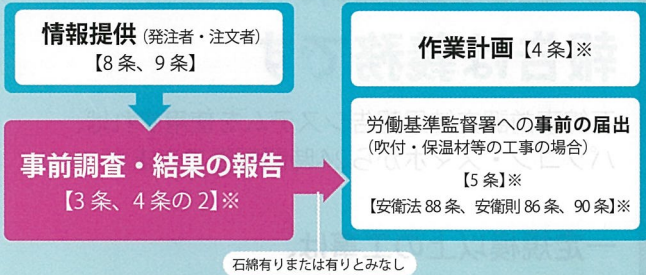 情報提供(発注者・注文者)
【8条、9条】
事前調査・結果の報告
【3条、4条の2】※
石綿有りまたは有りとみなし
作業計画【4条】※
労働基準監督署への事前の届出
(吹付・保温材等の工事の場合)
【5条】※
【安衛法88条、安衛則86条、90条】※